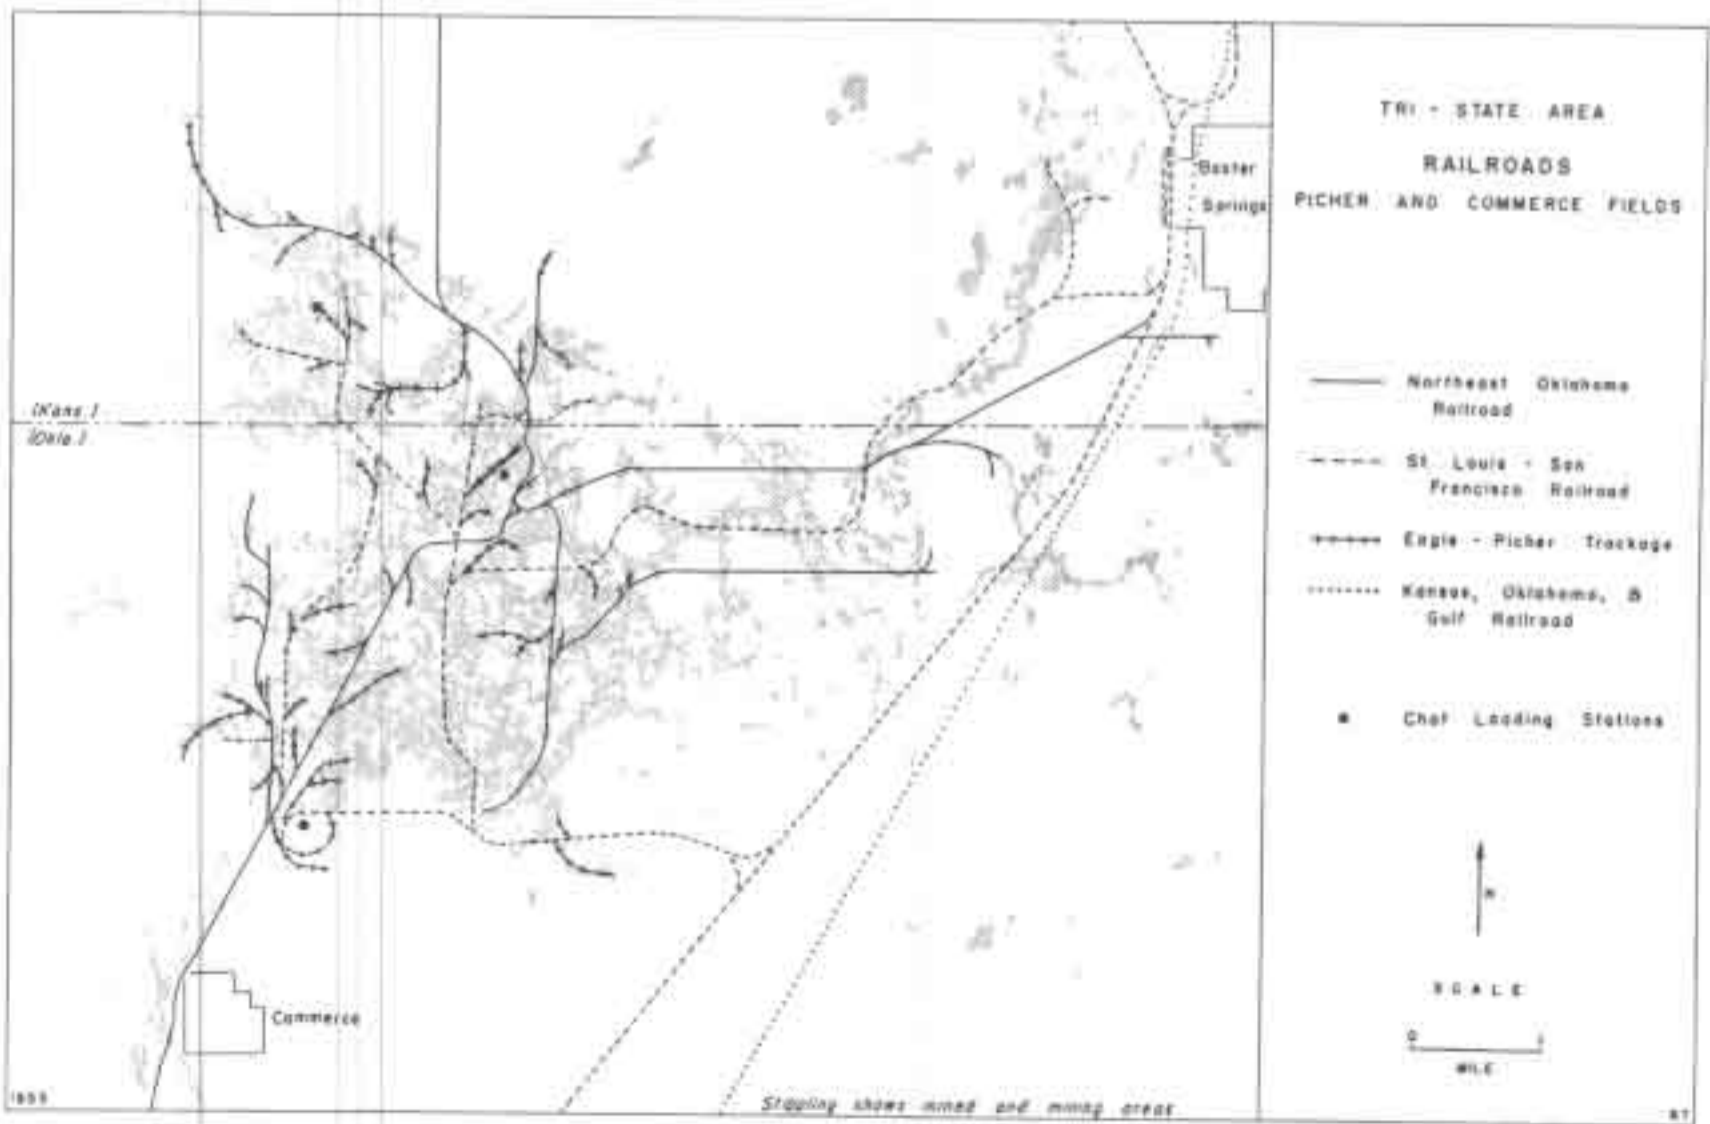 TRI - STATE AREA
RAILROADS
PICHER AND COMMERCE FIELDS
Baxter
Springs
(Kans.)
(Okla.)
Northeast Oklahoma
Railroad
St. Louis - San
Francisco Railroad
Eagle - Picher Trackage
Kansas, Oklahoma, &
Gulf Railroad
Chat Loading Stations
N
SCALE
0 1
MILE
Commerce
Stippling shows mined and mining areas